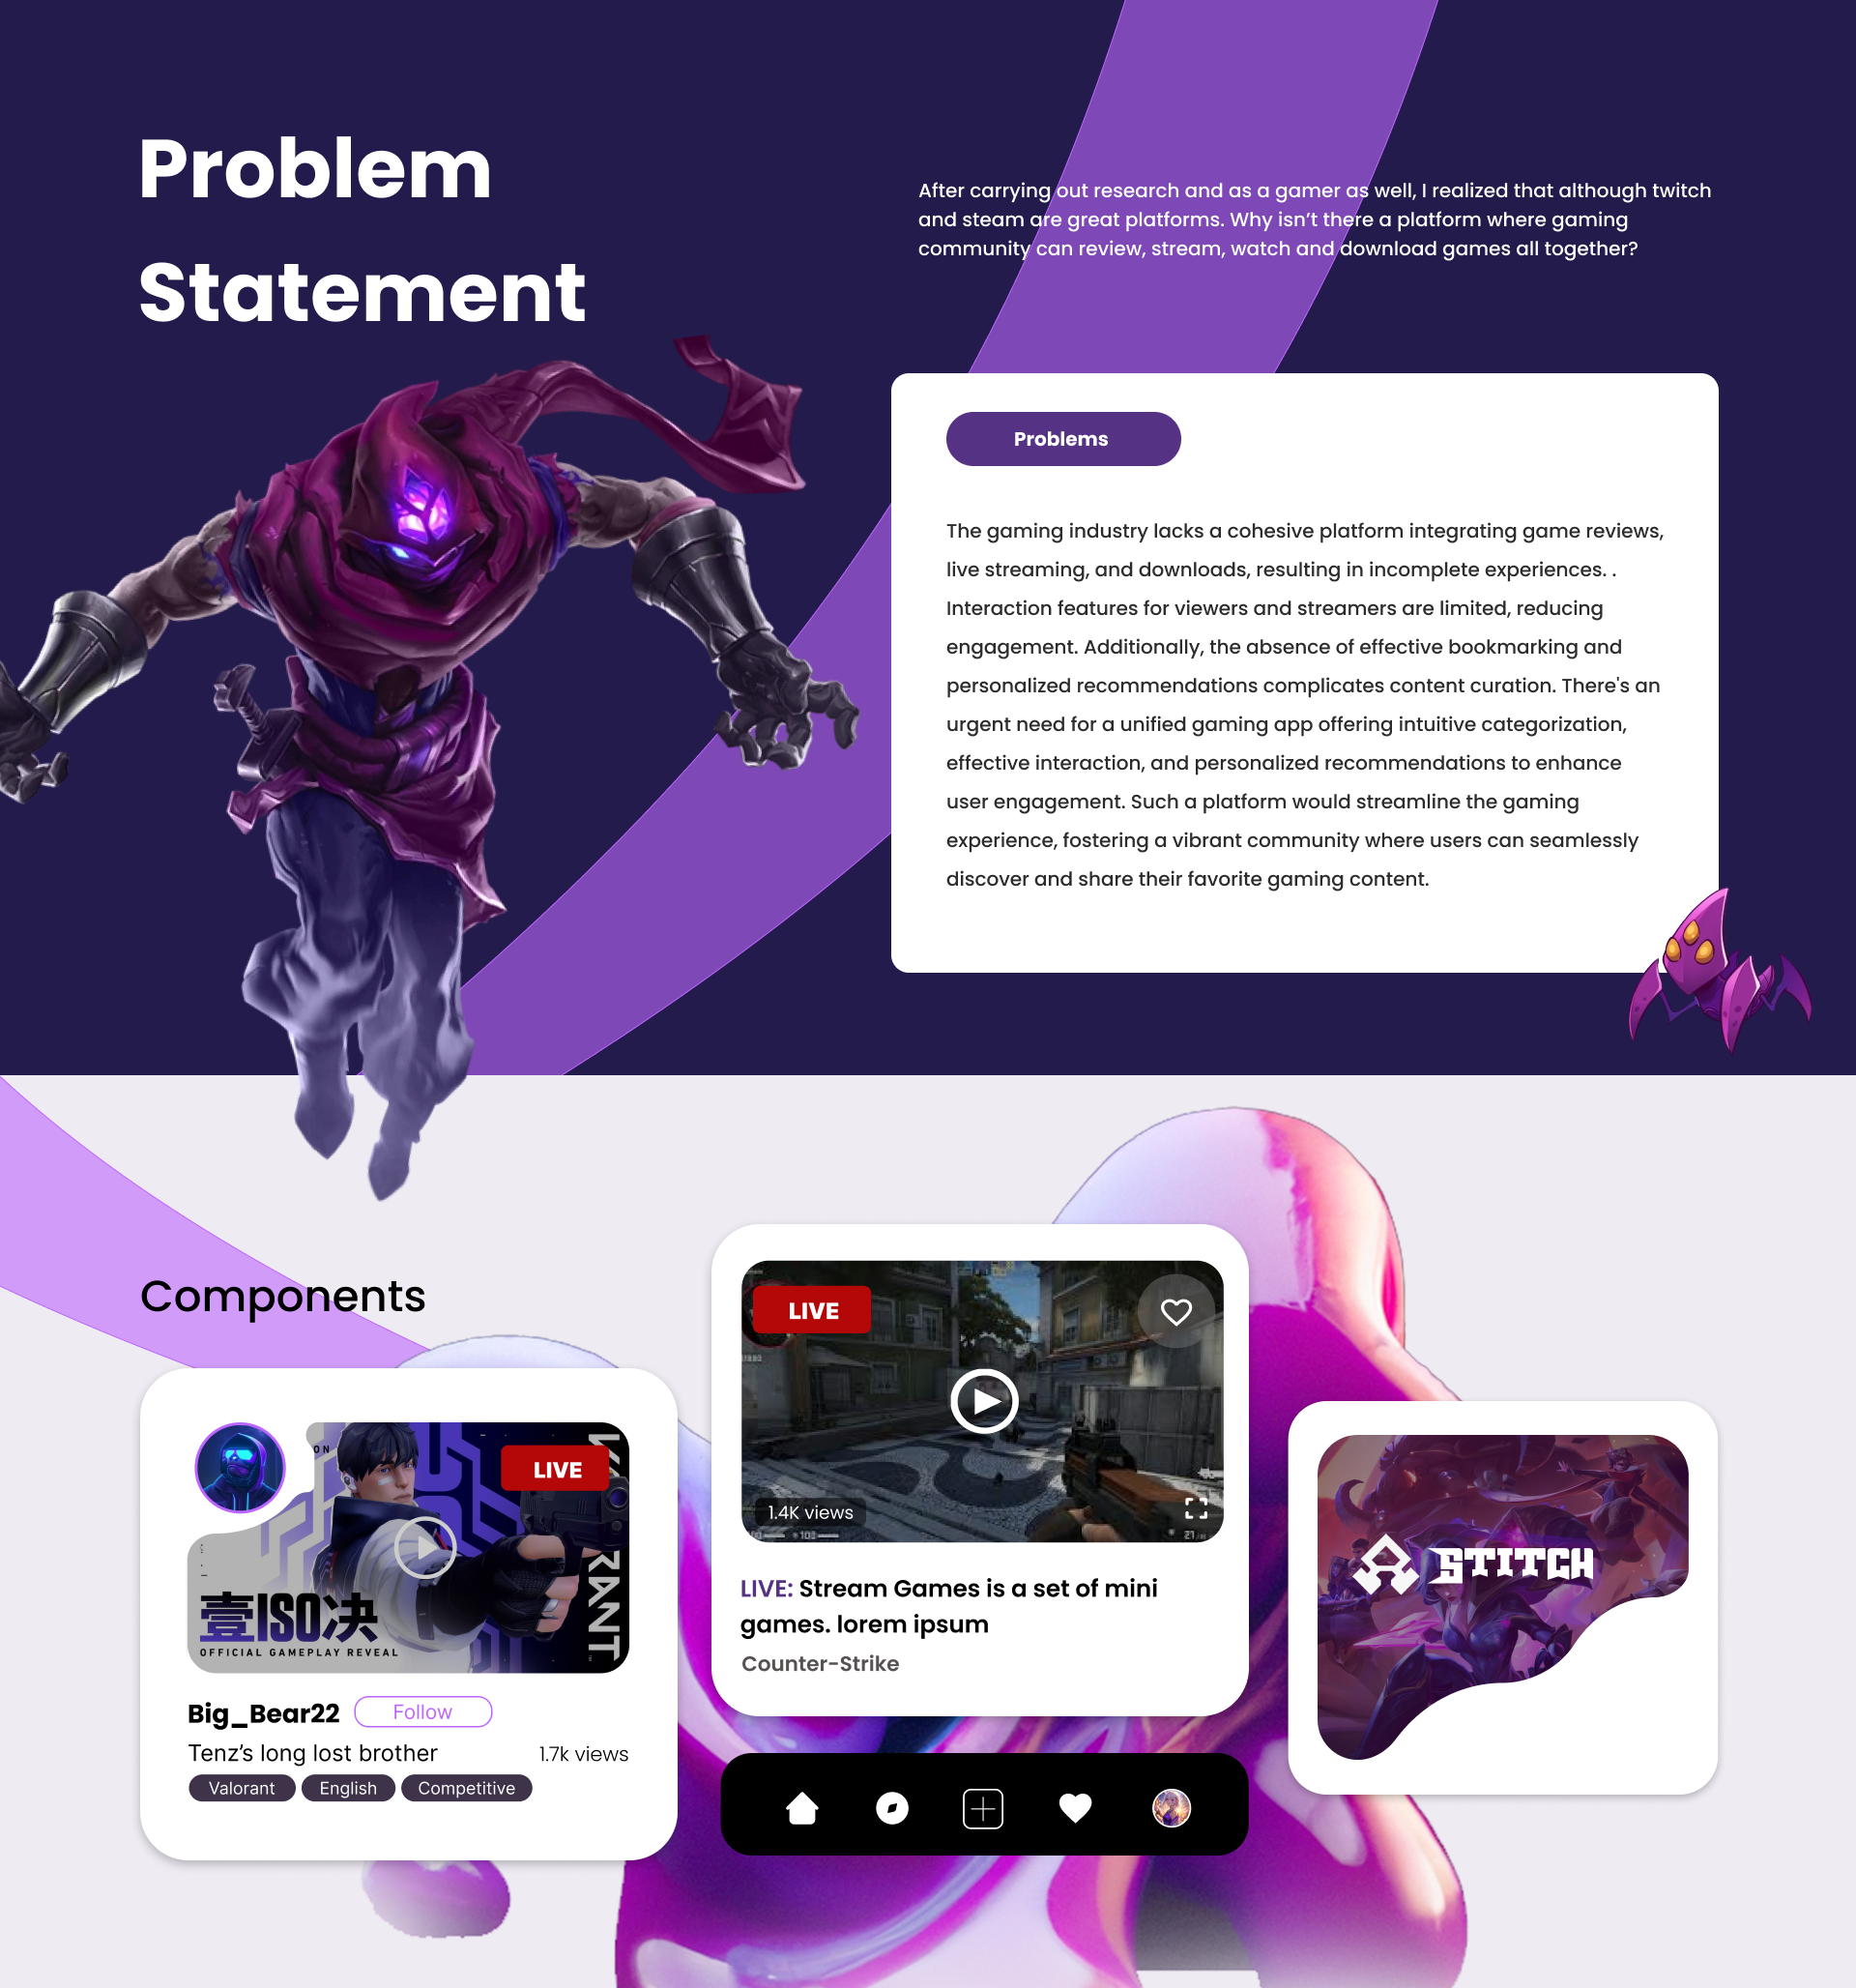 Problem
Statement
After carrying out research and as a gamer as well, I realized that although twitch
and steam are great platforms. Why isn’t there a platform where gaming
community can review, stream, watch and download games all together?
Problems
The gaming industry lacks a cohesive platform integrating game reviews,
live streaming, and downloads, resulting in incomplete experiences. .
Interaction features for viewers and streamers are limited, reducing
engagement. Additionally, the absence of effective bookmarking and
personalized recommendations complicates content curation. There's an
urgent need for a unified gaming app offering intuitive categorization,
effective interaction, and personalized recommendations to enhance
user engagement. Such a platform would streamline the gaming
experience, fostering a vibrant community where users can seamlessly
discover and share their favorite gaming content.
Components
ON
LIVE
RANT
壹ISO决
OFFICIAL GAMEPLAY REVEAL
Big_Bear22
Follow
Tenz’s long lost brother
1.7k views
Valorant
English
Competitive
LIVE
1.4K views
100
27
LIVE: Stream Games is a set of mini
games. lorem ipsum
Counter-Strike
STITCH